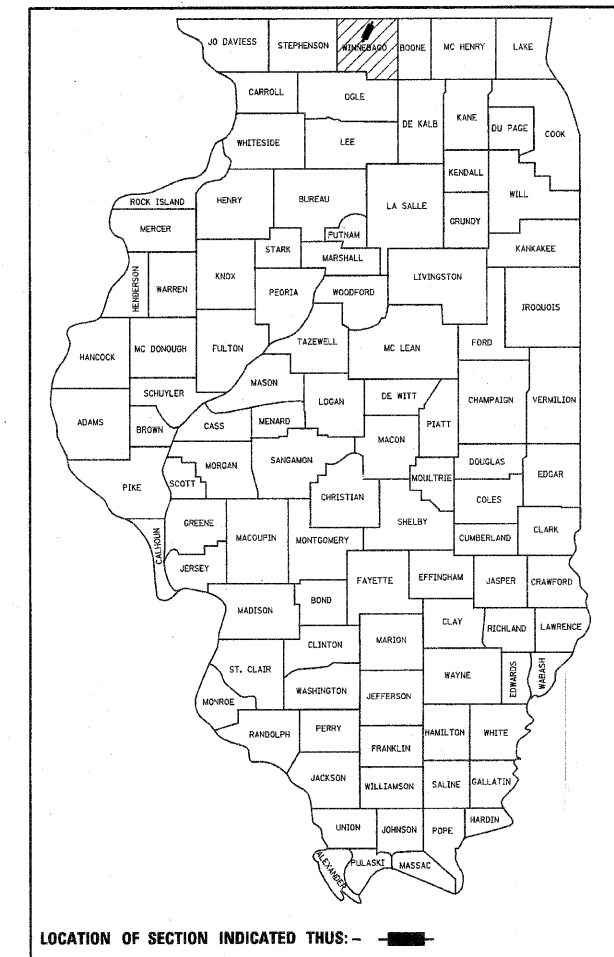 JO DAVIESS STEPHENSON WINNEBAGO BOONE MC HENRY LAKE
CARROLL OGLE DE KALB KANE DU PAGE COOK
WHITESIDE LEE
KENDALL WILL
ROCK ISLAND HENRY BUREAU LA SALLE GRUNDY
MERCER PUTNAM
STARK MARSHALL KANKAKEE
HENDERSON WARREN KNOX PEORIA WOODFORD LIVINGSTON IROQUOIS
HANCOCK MC DONOUGH FULTON TAZEWELL MC LEAN FORD
MASON
SCHUYLER LOGAN DE WITT CHAMPAIGN VERMILION
ADAMS BROWN CASS MENARD MACON PIATT
PIKE SCOTT MORGAN SANGAMON MOULTRIE DOUGLAS EDGAR
CHRISTIAN COLES
CALHOUN GREENE MACOUPIN MONTGOMERY SHELBY CUMBERLAND CLARK
JERSEY FAYETTE EFFINGHAM JASPER CRAWFORD
MADISON BOND
CLAY RICHLAND LAWRENCE
CLINTON MARION
ST. CLAIR WAYNE EDWARDS WABASH
MONROE WASHINGTON JEFFERSON
RANDOLPH PERRY HAMILTON WHITE
FRANKLIN
JACKSON WILLIAMSON SALINE GALLATIN
UNION JOHNSON POPE HARDIN
ALEXANDER PULASKI MASSAC
LOCATION OF SECTION INDICATED THUS: -